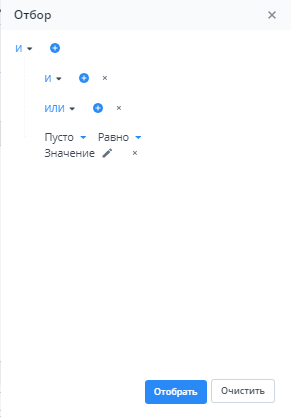 Отбор
И
И
ИЛИ
Пусто Равно
Значение
Отобрать Очистить